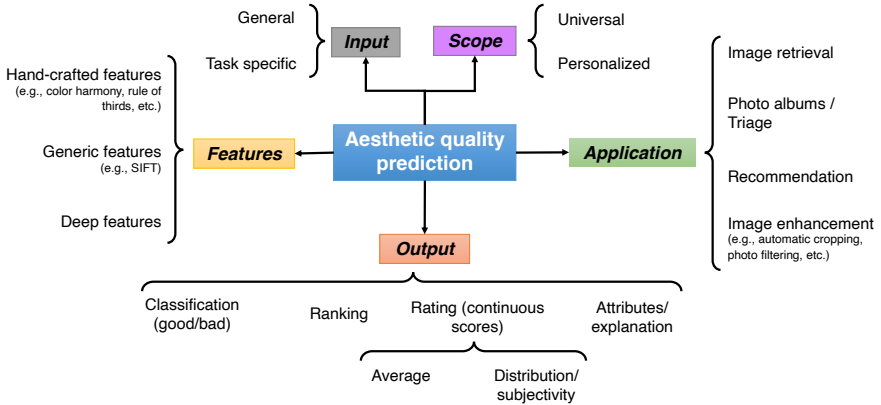 General
Task specific
Input
Scope
Universal
Personalized
Hand-crafted features
(e.g., color harmony, rule of
thirds, etc.)
Generic features
(e.g., SIFT)
Deep features
Features
Aesthetic quality
prediction
Application
Image retrieval
Photo albums /
Triage
Recommendation
Image enhancement
(e.g., automatic cropping,
photo filtering, etc.)
Output
Classification
(good/bad)
Ranking
Rating (continuous
scores)
Attributes/
explanation
Average
Distribution/
subjectivity